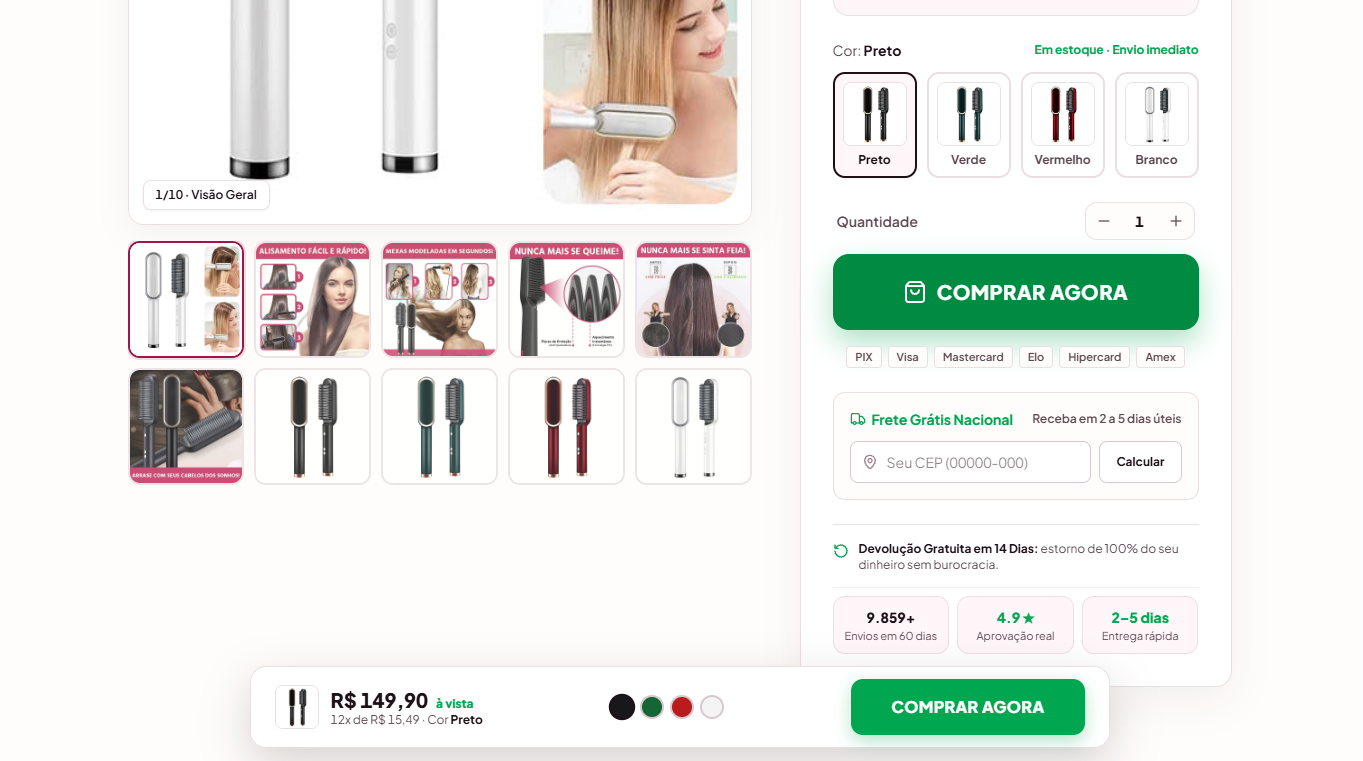 1/10 · Visão Geral
ALISAMENTO FÁCIL E RÁPIDO!
MEXAS MODELADAS EM SEGUNDOS!
NUNCA MAIS SE QUEIME!
NUNCA MAIS SE SINTA FEIA!
ABRASE COM SEUS CABELOS DOS SONHOS!
Cor: Preto
Em estoque · Envio imediato
Preto
Verde
Vermelho
Branco
Quantidade
− 1 +
COMPRAR AGORA
PIX Visa Mastercard Elo Hipercard Amex
Frete Grátis Nacional
Receba em 2 a 5 dias úteis
Seu CEP (00000-000)
Calcular
Devolução Gratuita em 14 Dias: estorno de 100% do seu
dinheiro sem burocracia.
9.859+
Envios em 60 dias
4.9 ★
Aprovação real
2–5 dias
Entrega rápida
R$ 149,90 à vista
12x de R$ 15,49 · Cor Preto
COMPRAR AGORA